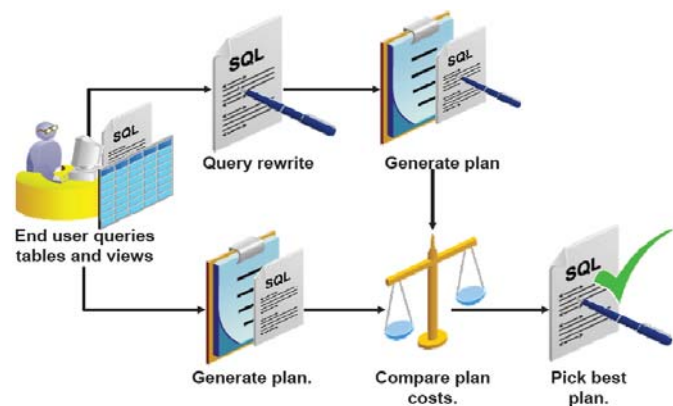 SQL
SQL
SQL
Query rewrite
Generate plan
End user queries
tables and views
SQL
SQL
Generate plan.
Compare plan
costs.
Pick best
plan.